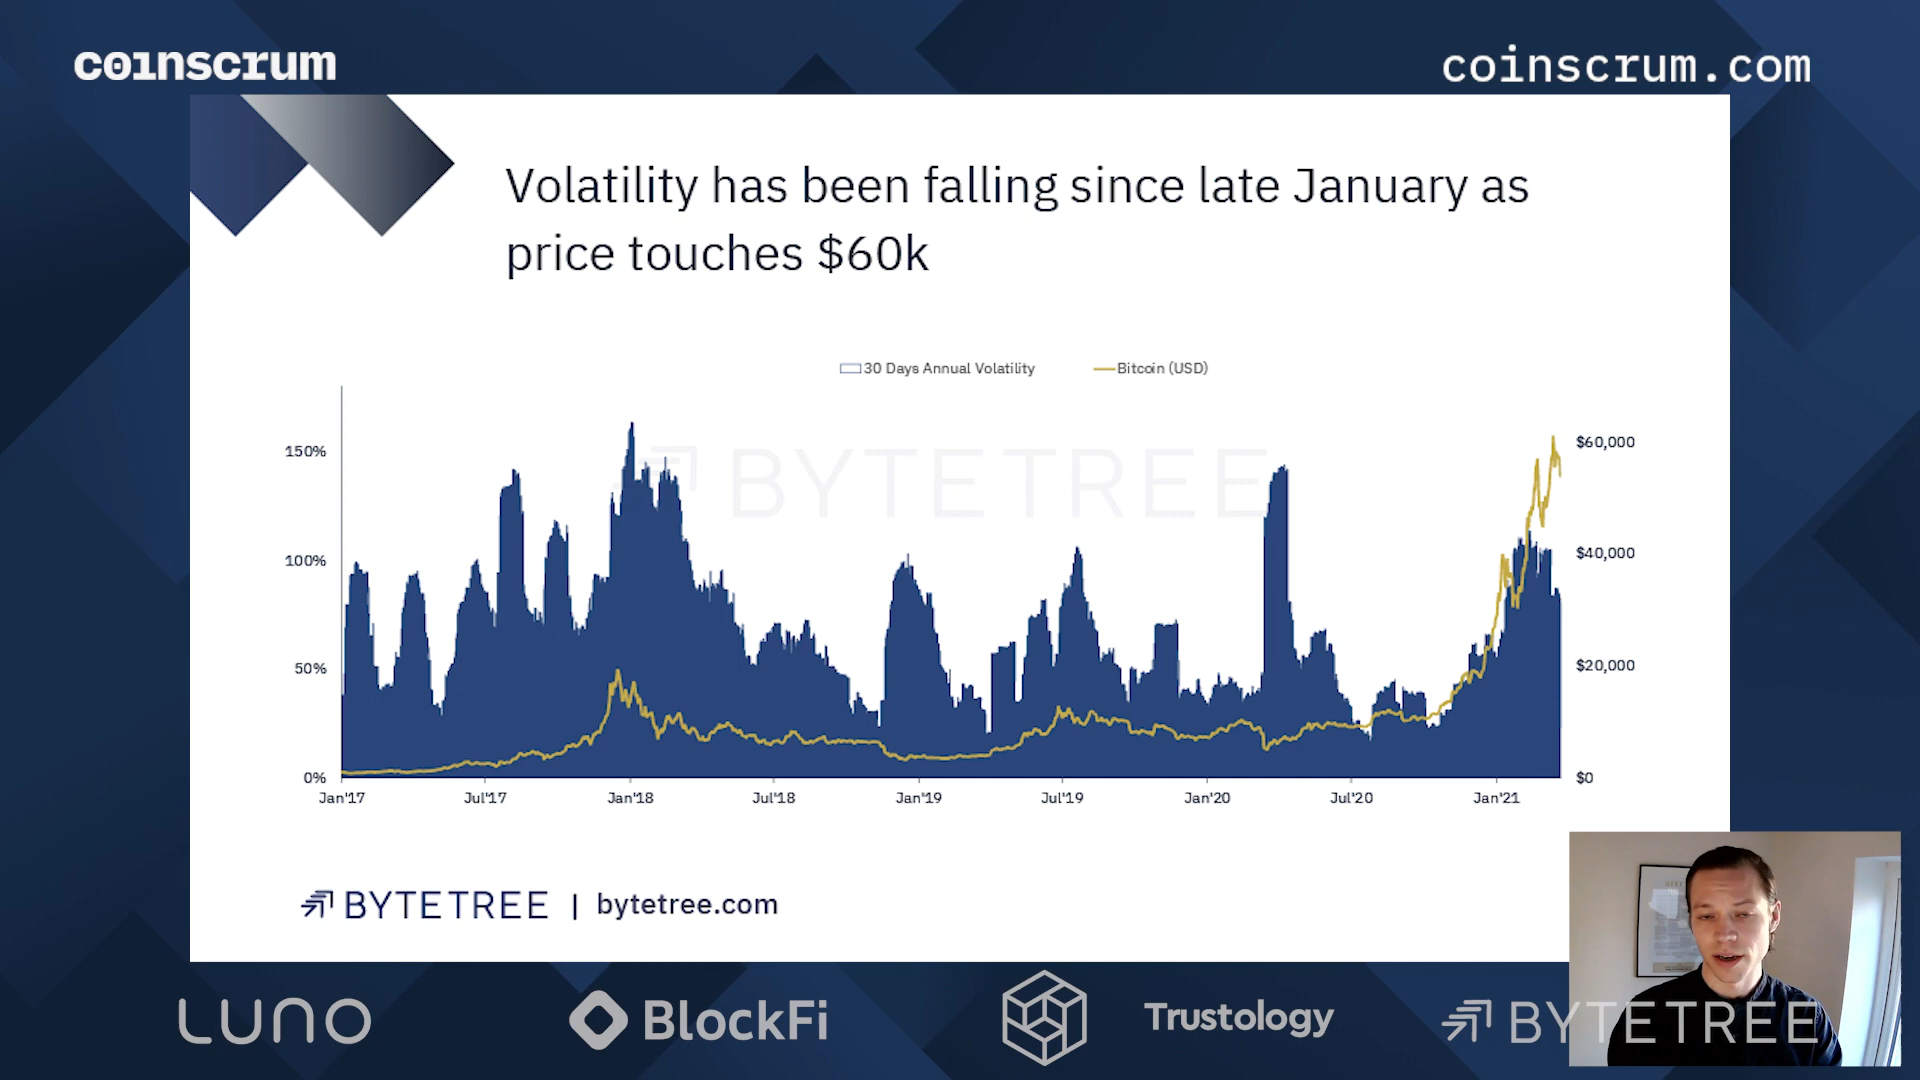 coinscrum
coinscrum.com
Volatility has been falling since late January as
price touches $60k
30 Days Annual Volatility
Bitcoin (USD)
BYTETREE
150%
100%
50%
0%
$60,000
$40,000
$20,000
$0
Jan'17
Jul'17
Jan'18
Jul'18
Jan'19
Jul'19
Jan'20
Jul'20
Jan'21
BYTETREE | bytetree.com
LUNO
BlockFi
Trustology
BYTETREE